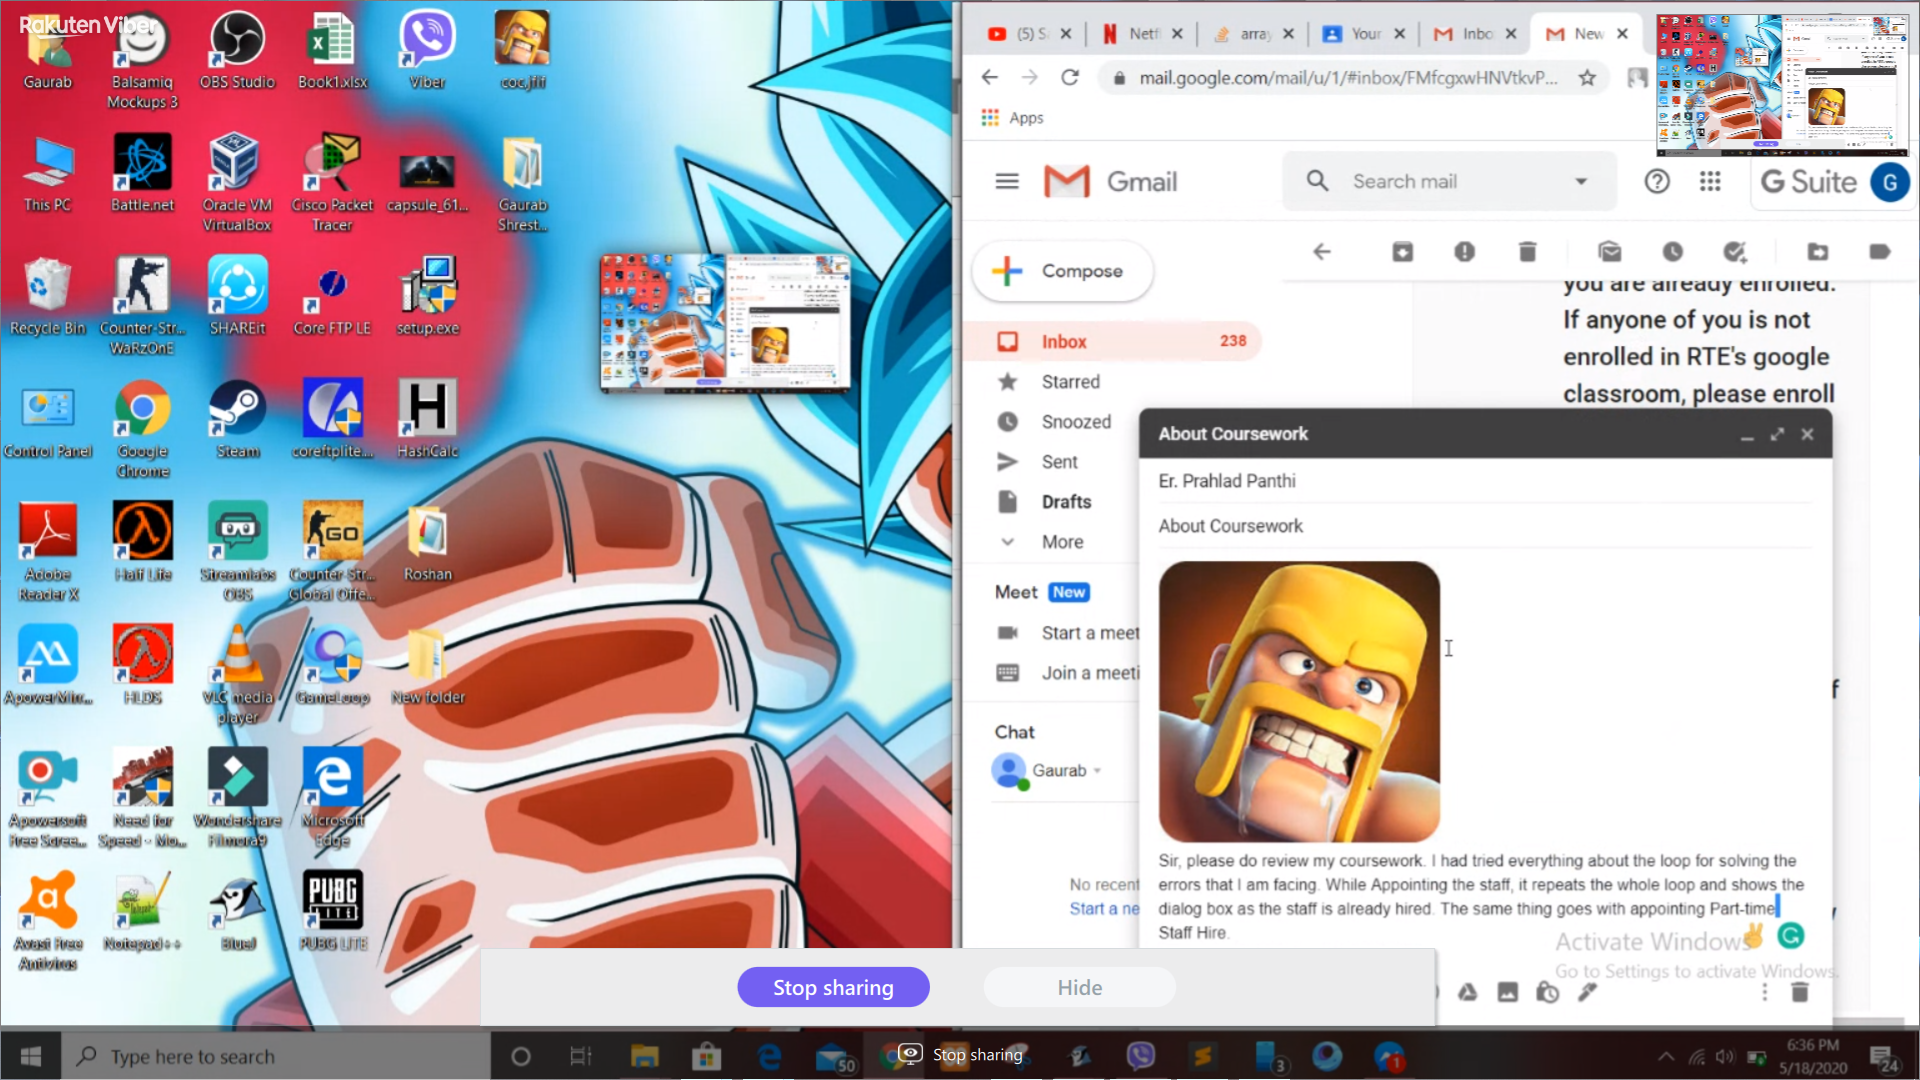 Rakuten Viber
Gaurab
Balsamiq
Mockups 3
OBS Studio
Book1.xlsx
Viber
coc.jfif
This PC
Battle.net
Oracle VM
VirtualBox
Cisco Packet
Tracer
capsule_61...
Gaurab
Shrest...
Recycle Bin
Counter-Str...
WaRzOnE
SHAREit
Core FTP LE
setup.exe
Control Panel
Google
Chrome
Steam
coreftplite...
HashCalc
Adobe
Reader X
Half Life
Streamlabs
OBS
Counter-Str...
Global Offe...
Roshan
ApowerMirr...
HLDS
VLC media
player
GameLoop
New folder
Apowersoft
Free Scree...
Need for
Speed - Mo...
Wondershare
Filmora9
Microsoft
Edge
Avast Free
Antivirus
Notepad++
BlueJ
PUBG LITE
(5) S
Netf
array
Your
Inbo
New
mail.google.com/mail/u/1/#inbox/FMfcgxwHNVtkvP...
Apps
Gmail
Search mail
G Suite
G
Compose
you are already enrolled.
If anyone of you is not
enrolled in RTE's google
classroom, please enroll
Inbox 238
Starred
Snoozed
Sent
Drafts
More
Meet New
Start a meet
Join a meeti
Chat
Gaurab
No recent
Start a ne
About Coursework
Er. Prahlad Panthi
About Coursework
Sir, please do review my coursework. I had tried everything about the loop for solving the
errors that I am facing. While Appointing the staff, it repeats the whole loop and shows the
dialog box as the staff is already hired. The same thing goes with appointing Part-time
Staff Hire.
Activate Windows
Go to Settings to activate Windows.
Stop sharing
Hide
Type here to search
50
Stop sharing
3
1
6:36 PM
5/18/2020
24